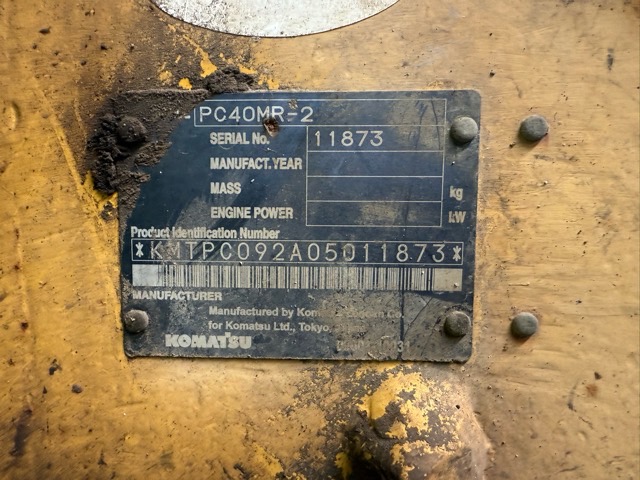 PC40MR-2
SERIAL No. 11873
MANUFACT.YEAR
MASS kg
ENGINE POWER kW
Product Identification Number
*KMTPC092A05011873*
MANUFACTURER
Manufactured by Co.
for Komatsu Ltd., Tokyo,
KOMATSU